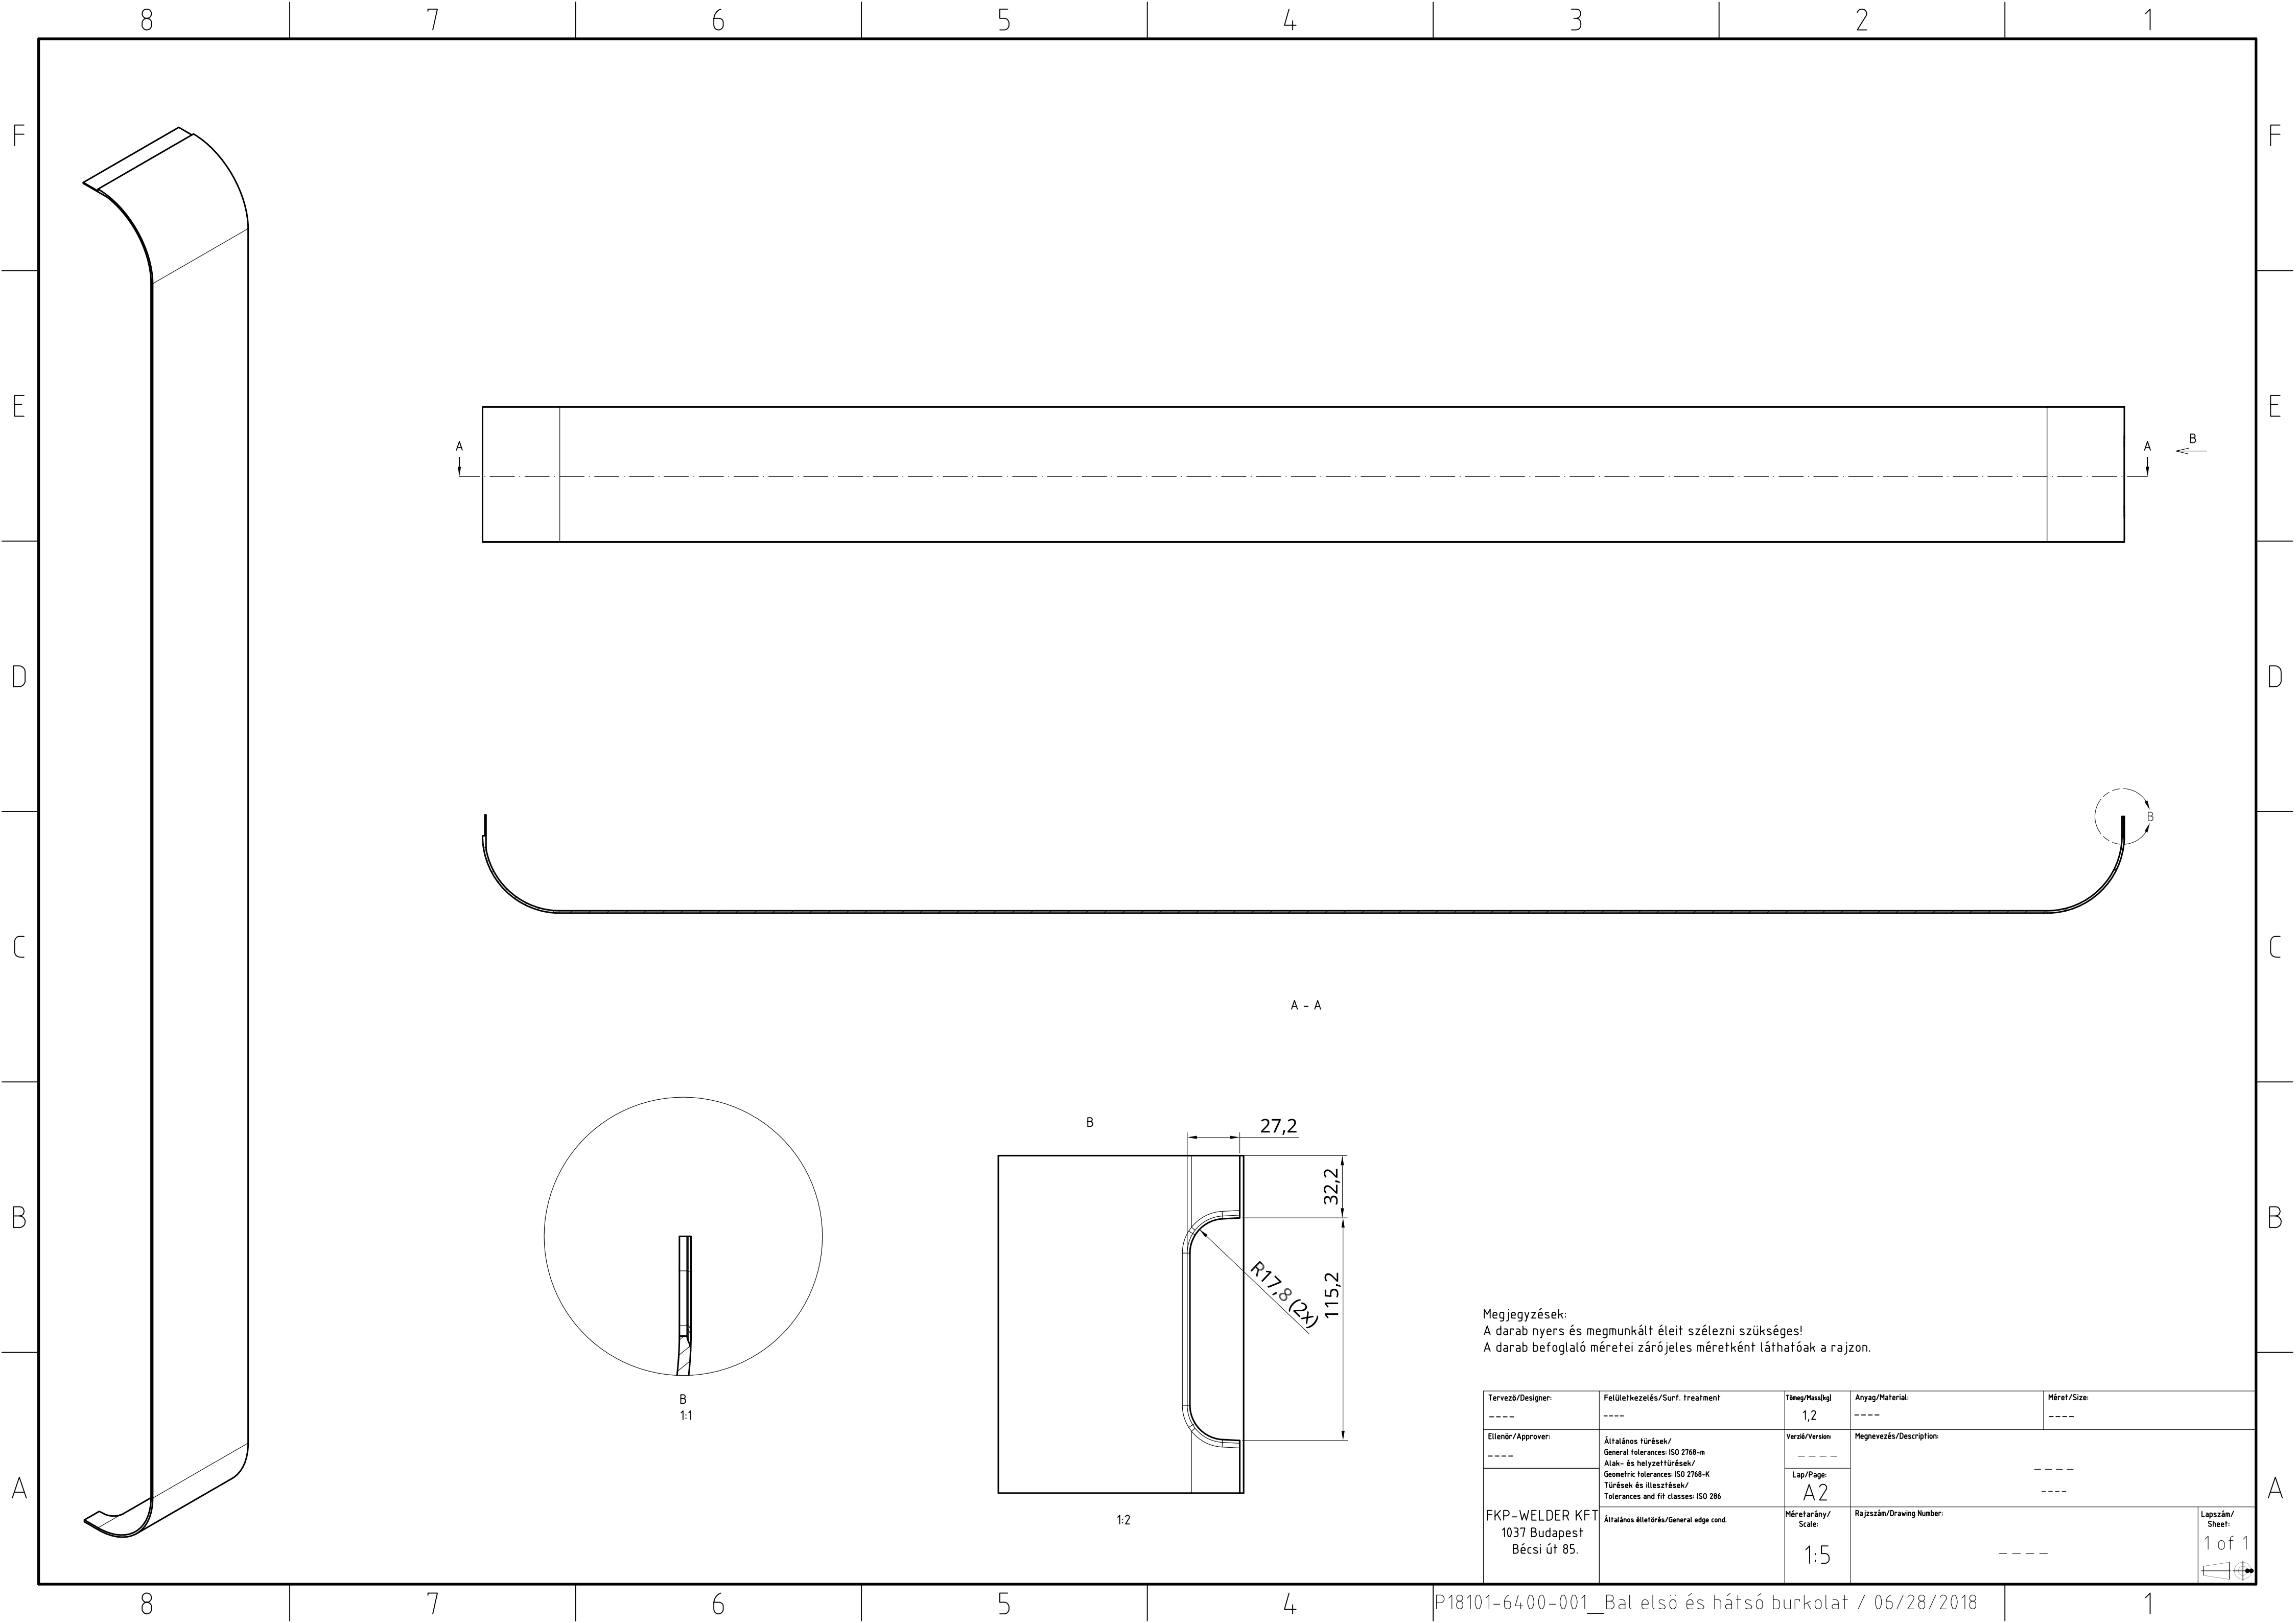 8 7 6 5 4 3 2 1
F F
E E
A A B
D D
B
C C
A - A
B 27,2
32,2
B B
R17,8 (2x)
115,2
Megjegyzések:
A darab nyers és megmunkált éleit szélezni szükséges!
A darab befoglaló méretei zárójeles méretként láthatóak a rajzon.
B
1:1
1:2
A A
Tervező/Designer:
----
Felületkezelés/Surf. treatment
----
Tömeg/Mass[kg]
1,2
Anyag/Material:
----
Méret/Size:
----
Ellenőr/Approver:
----
Általános tűrések/
General tolerances: ISO 2768-m
Alak- és helyzettűrések/
Geometric tolerances: ISO 2768-K
Tűrések és illesztések/
Tolerances and fit classes: ISO 286
Verzió/Version:
----
Megnevezés/Description:
----
----
Lap/Page:
A2
FKP-WELDER KFT
1037 Budapest
Bécsi út 85.
Általános élletörés/General edge cond.
Méretarány/
Scale:
1:5
Rajzszám/Drawing Number:
----
Lapszám/
Sheet:
1 of 1
8 7 6 5 4 P18101-6400-001_Bal elsö és hátsó burkolat / 06/28/2018 1